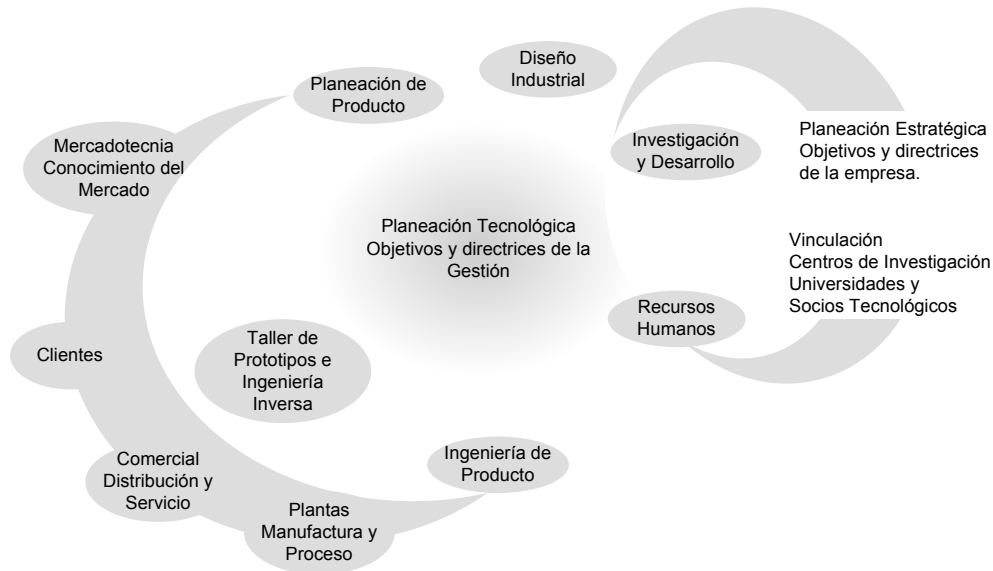 Diseño
Industrial
Planeación de
Producto
Mercadotecnia
Conocimiento del
Mercado
Investigación
y Desarrollo
Planeación Estratégica
Objetivos y directrices
de la empresa.
Planeación Tecnológica
Objetivos y directrices de la
Gestión
Vinculación
Centros de Investigación
Universidades y
Socios Tecnológicos
Recursos
Humanos
Clientes
Taller de
Prototipos e
Ingeniería
Inversa
Ingeniería de
Producto
Comercial
Distribución y
Servicio
Plantas
Manufactura y
Proceso